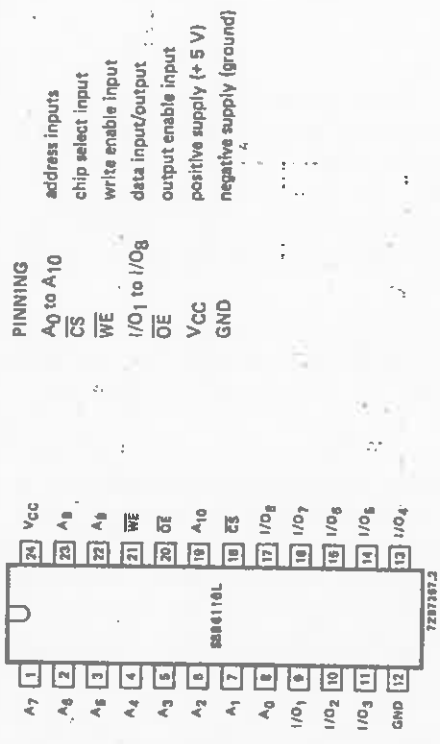 PINNING
A0 to A10 address inputs
CS chip select input
WE write enable input
I/O1 to I/O8 data input/output
OE output enable input
VCC positive supply (+ 5 V)
GND negative supply (ground)
A7 1 24 VCC
A6 2 23 A8
A5 3 22 A9
A4 4 21 WE
A3 5 20 OE
A2 6 19 A10
A1 7 18 CS
A0 8 17 I/O8
I/O1 9 16 I/O7
I/O2 10 15 I/O6
I/O3 11 14 I/O5
GND 12 13 I/O4
7Z87397.2